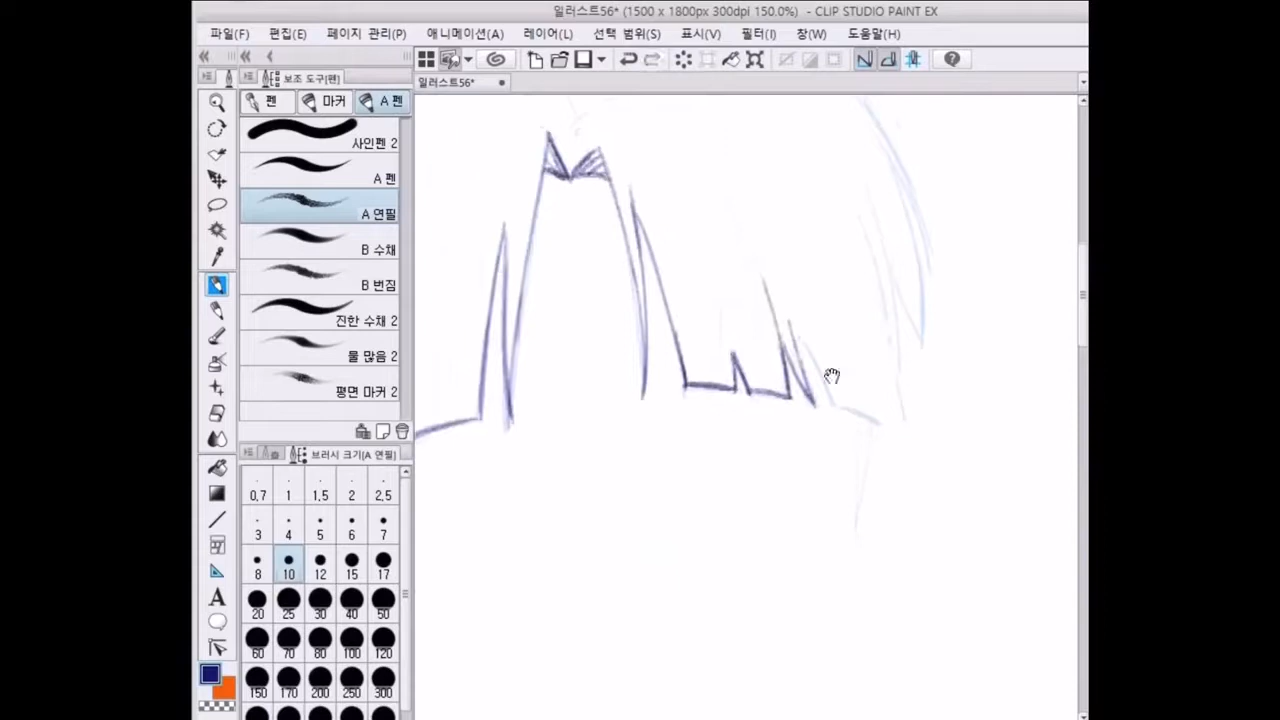 일러스트56* (1500 x 1800px 300dpi 150.0%) - CLIP STUDIO PAINT EX
파일(F) 편집(E) 페이지 관리(P) 애니메이션(A) 레이어(L) 선택 범위(S) 표시(V) 필터(I) 창(W) 도움말(H)
보조 도구[펜]
일러스트56*
펜 마커 A 펜
사인펜 2
A 펜
A 연필
B 수채
B 번짐
진한 수채 2
물 많음 2
평면 마커 2
브러시 크기[A 연필]
0.7 1 1.5 2 2.5
3 4 5 6 7
8 10 12 15 17
20 25 30 40 50
60 70 80 100 120
150 170 200 250 300
A